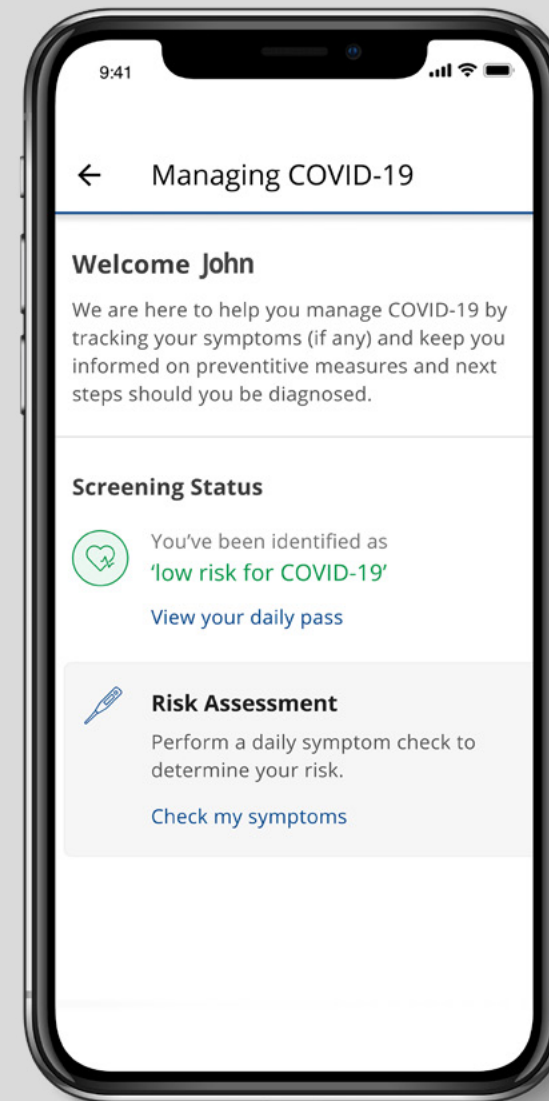 9:41
Managing COVID-19
Welcome John
We are here to help you manage COVID-19 by
tracking your symptoms (if any) and keep you
informed on preventitive measures and next
steps should you be diagnosed.
Screening Status
You've been identified as
'low risk for COVID-19'
View your daily pass
Risk Assessment
Perform a daily symptom check to
determine your risk.
Check my symptoms